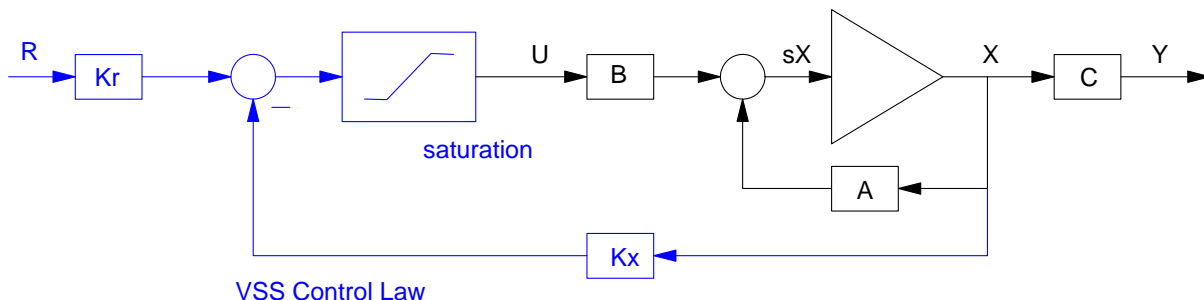 R
Kr
U
B
sX
X
C
Y
saturation
A
Kx
VSS Control Law